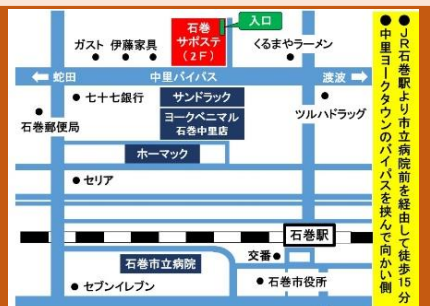 石巻
サポステ
(2F)
入口
ガスト
伊藤家具
くるまやラーメン
蛇田
中里バイパス
渡波
七十七銀行
サンドラック
ツルハドラッグ
石巻郵便局
ヨークベニマル
石巻中里店
ホーマック
セリア
石巻駅
石巻市立病院
交番
セブンイレブン
石巻市役所
●JR石巻駅より市立病院前を経由して徒歩15分
●中里ヨークタウンのバイパスを挟んで向かい側